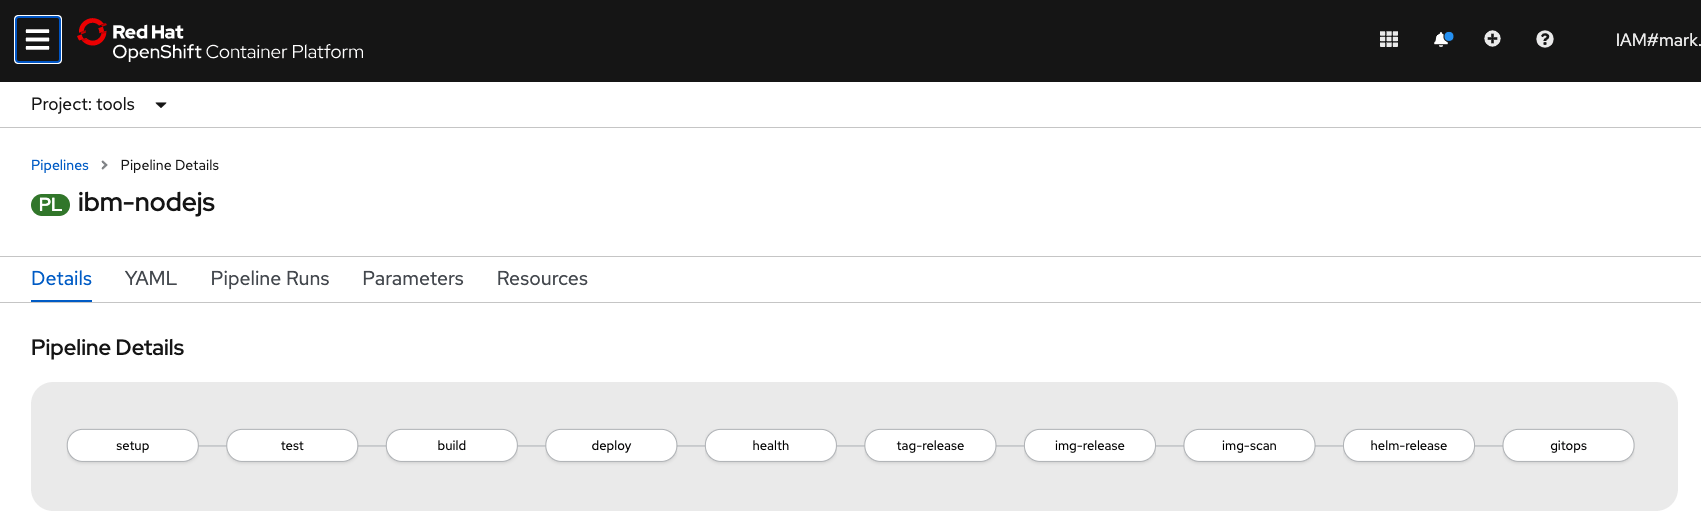 Red Hat
OpenShift Container Platform
IAM#mark.
Project: tools
Pipelines > Pipeline Details
PL ibm-nodejs
Details YAML Pipeline Runs Parameters Resources
Pipeline Details
setup test build deploy health tag-release img-release img-scan helm-release gitops